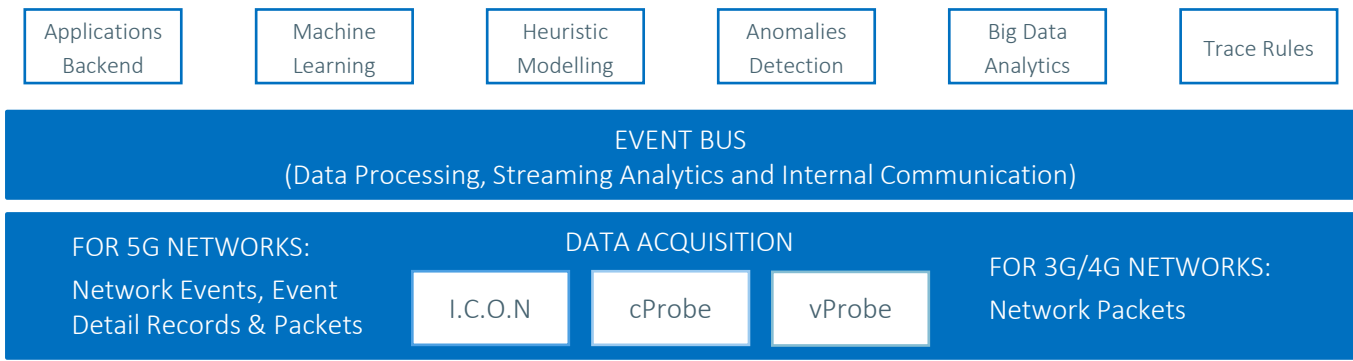 Applications
Backend
Machine
Learning
Heuristic
Modelling
Anomalies
Detection
Big Data
Analytics
Trace Rules
EVENT BUS
(Data Processing, Streaming Analytics and Internal Communication)
FOR 5G NETWORKS:
Network Events, Event
Detail Records & Packets
DATA ACQUISITION
I.C.O.N
cProbe
vProbe
FOR 3G/4G NETWORKS:
Network Packets